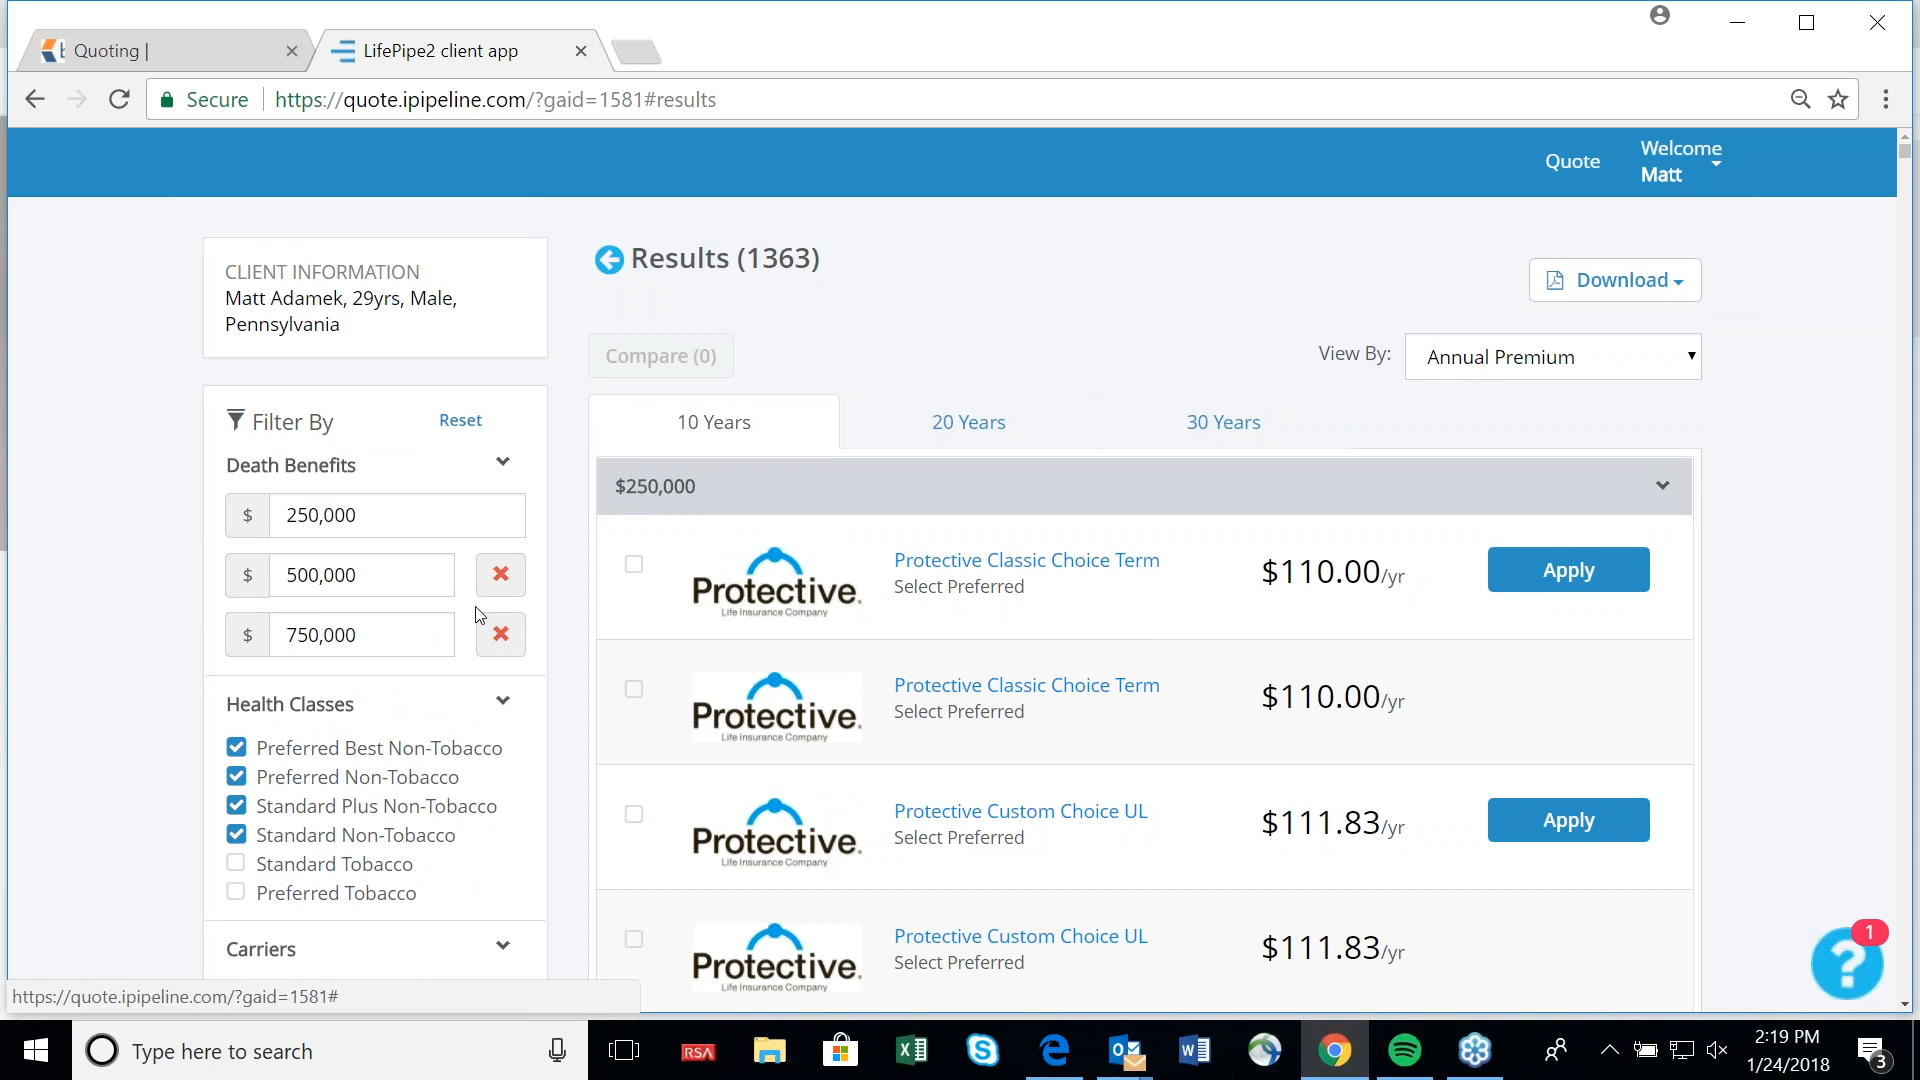 Quoting |
LifePipe2 client app
Secure
https://quote.ipipeline.com/?gaid=1581#results
Quote
Welcome
Matt
CLIENT INFORMATION
Matt Adamek, 29yrs, Male,
Pennsylvania
Results (1363)
Download
Compare (0)
View By:
Annual Premium
Filter By
Reset
Death Benefits
$ 250,000
$ 500,000
$ 750,000
Health Classes
Preferred Best Non-Tobacco
Preferred Non-Tobacco
Standard Plus Non-Tobacco
Standard Non-Tobacco
Standard Tobacco
Preferred Tobacco
Carriers
10 Years
20 Years
30 Years
$250,000
Protective.
Life Insurance Company
Protective Classic Choice Term
Select Preferred
$110.00/yr
Apply
Protective.
Life Insurance Company
Protective Classic Choice Term
Select Preferred
$110.00/yr
Protective.
Life Insurance Company
Protective Custom Choice UL
Select Preferred
$111.83/yr
Apply
Protective.
Life Insurance Company
Protective Custom Choice UL
Select Preferred
$111.83/yr
?
1
https://quote.ipipeline.com/?gaid=1581#
Type here to search
RSA
2:19 PM
1/24/2018
3